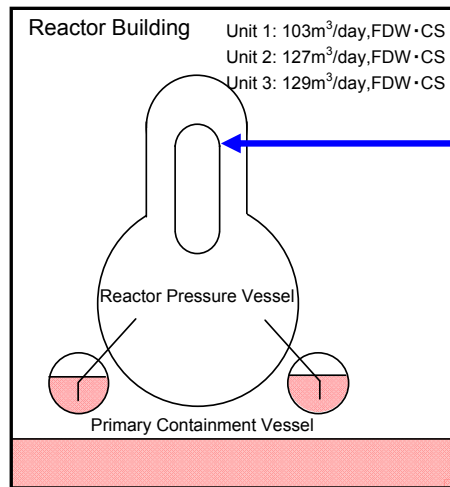 Reactor Building
Unit 1: 103m³/day,FDW・CS
Unit 2: 127m³/day,FDW・CS
Unit 3: 129m³/day,FDW・CS
Reactor Pressure Vessel
Primary Containment Vessel